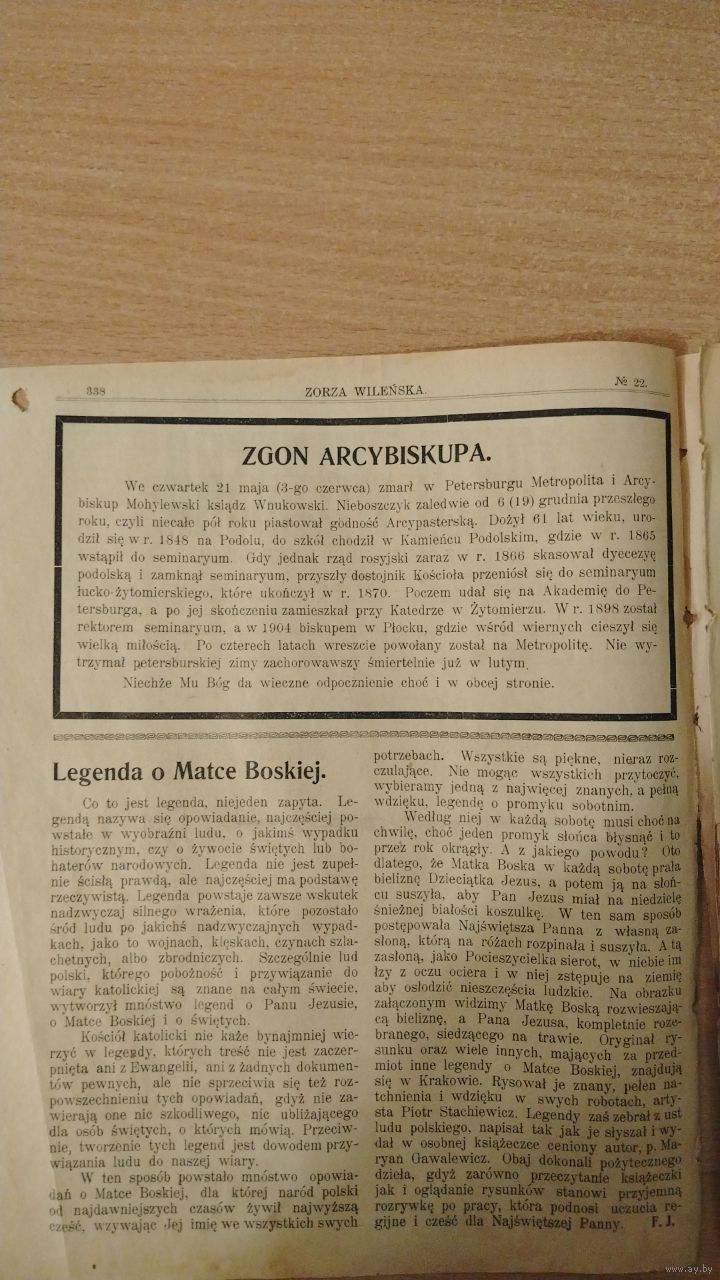 338
ZORZA WILEŃSKA.
№ 22.
ZGON ARCYBISKUPA.
We czwartek 21 maja (3-go czerwca) zmarł w Petersburgu Metropolita i Arcy-
biskup Mohylewski ksiądz Wnukowski. Nieboszczyk zaledwie od 6 (19) grudnia przeszłego
roku, czyli niecałe pół roku piastował godność Arcypasterską. Dożył 61 lat wieku, uro-
dził się w r. 1848 na Podolu, do szkół chodził w Kamieńcu Podolskim, gdzie w r. 1865
wstąpił do seminaryum. Gdy jednak rząd rosyjski zaraz w r. 1866 skasował dyecezyę
podolską i zamknął seminaryum, przyszły dostojnik Kościoła przeniósł się do seminaryum
łucko-żytomierskiego, które ukończył w r. 1870. Poczem udał się na Akademię do Pe-
tersburga, a po jej skończeniu zamieszkał przy Katedrze w Żytomierzu. W r. 1898 został
rektorem seminaryum, a w 1904 biskupem w Płocku, gdzie wśród wiernych cieszył się
wielką miłością. Po czterech latach wreszcie powołany został na Metropolitę. Nie wy-
trzymał petersburskiej zimy zachorowawszy śmiertelnie już w lutym.
Niechże Mu Bóg da wieczne odpocznienie choć i w obcej stronie.
Legenda o Matce Boskiej.
Co to jest legenda, niejeden zapyta. Le-
gendą nazywa się opowiadanie, najczęściej po-
wstałe w wyobraźni ludu, o jakimś wypadku
historycznym, czy o żywocie świętych lub bo-
haterów narodowych. Legenda nie jest zupeł-
nie ścisłą prawdą, ale najczęściej ma podstawę
rzeczywistą. Legenda powstaje zawsze wskutek
nadzwyczaj silnego wrażenia, które pozostało
śród ludu po jakichś nadzwyczajnych wypad-
kach, jako to wojnach, klęskach, czynach szla-
chetnych, albo zbrodniczych. Szczególnie lud
polski, którego pobożność i przywiązanie do
wiary katolickiej są znane na całym świecie,
wytworzył mnóstwo legend o Panu Jezusie,
o Matce Boskiej i o świętych.
Kościół katolicki nie każe bynajmniej wie-
rzyć w legendy, których treść nie jest zaczer-
pnięta ani z Ewangelii, ani z żadnych dokumen-
tów pewnych, ale nie sprzeciwia się też roz-
powszechnieniu tych opowiadań, gdyż nie za-
wierają one nic szkodliwego, nic ubliżającego
dla osób świętych, o których mówią. Przeciw-
nie, tworzenie tych legend jest dowodem przy-
wiązania ludu do naszej wiary.
W ten sposób powstało mnóstwo opowia-
dań o Matce Boskiej, dla której naród polski
od najdawniejszych czasów żywił najwyższą
cześć, wzywając Jej imię we wszystkich swych
potrzebach. Wszystkie są piękne, nieraz roz-
czulające. Nie mogąc wszystkich przytoczyć,
wybieramy jedną z najwięcej znanych, a pełną
wdzięku, legendę o promyku sobotnim.
Według niej w każdą sobotę musi choć na
chwilę, choć jeden promyk słońca błysnąć i to
przez rok okrągły. A z jakiego powodu? Oto
dlatego, że Matka Boska w każdą sobotę prała
bieliznę Dzieciątka Jezus, a potem ją na słoń-
cu suszyła, aby Pan Jezus miał na niedzielę
śnieżnej białości koszulkę. W ten sam sposób
postępowała Najświętsza Panna z własną za-
słoną, którą na różach rozpinała i suszyła. A tą
zasłoną, jako Pocieszycielka sierot, w niebie im
łzy z oczu ociera i w niej zstępuje na ziemię
aby osłodzić nieszczęścia ludzkie. Na obrazku
załączonym widzimy Matkę Boską rozwieszają-
cą bieliznę, a Pana Jezusa, kompletnie roze-
branego, siedzącego na trawie. Oryginał ry-
sunku oraz wiele innych, mających za przed-
miot inne legendy o Matce Boskiej, znajdują
się w Krakowie. Rysował je znany, pełen na-
tchnienia i wdzięku w swych robotach, arty-
sta Piotr Stachiewicz. Legendy zaś zebrał z ust
ludu polskiego, napisał tak jak je słyszał i wy-
dał w osobnej książeczce ceniony autor, p. Ma-
ryan Gawalewicz. Obaj dokonali pożytecznego
dzieła, gdyż zarówno przeczytanie książeczki
jak i oglądanie rysunków stanowi przyjemną
rozrywkę po pracy, która podnosi uczucia re-
gijne i cześć dla Najświętszej Panny. F. J.
www.ay.by